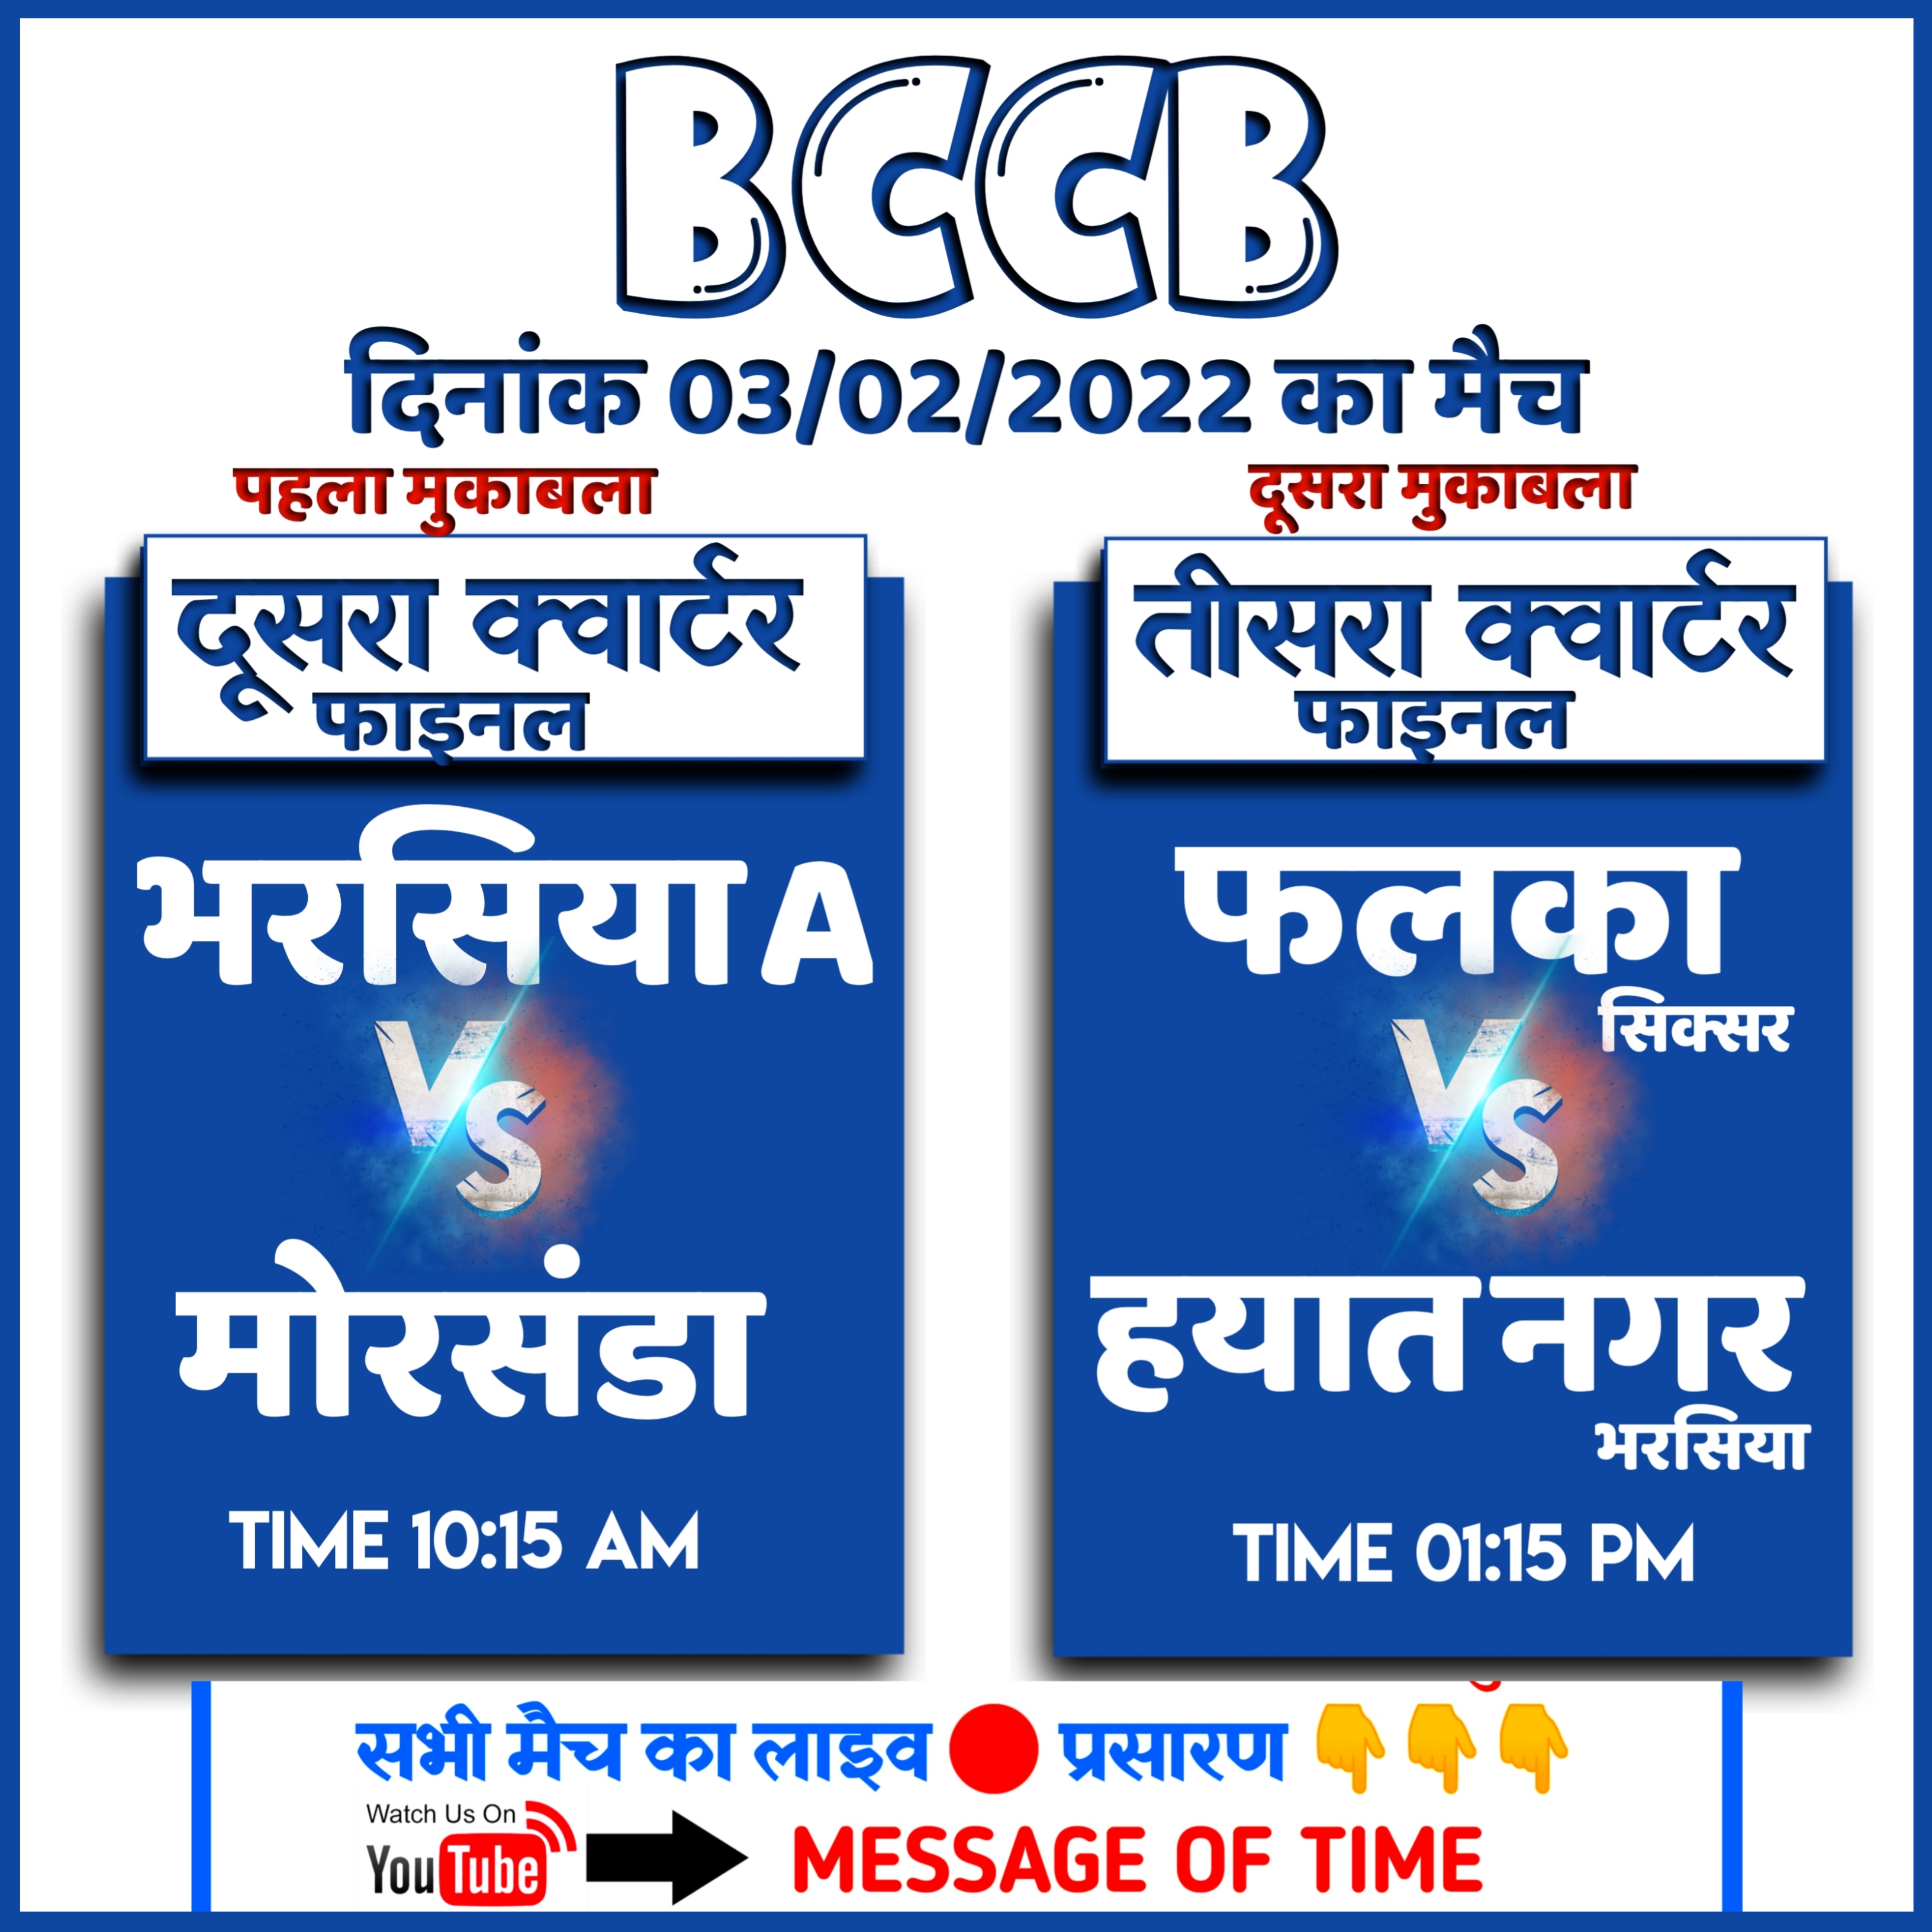 BCCB
दिनांक 03/02/2022 का मैच
पहला मुकाबला
दूसरा क्वार्टर
फाइनल
भरसिया A
VS
मोरसंडा
TIME 10:15 AM
दूसरा मुकाबला
तीसरा क्वार्टर
फाइनल
फलका
सिक्सर
VS
हयात नगर
भरसिया
TIME 01:15 PM
सभी मैच का लाइव 🔴 प्रसारण 👇👇👇
Watch Us On
YouTube
MESSAGE OF TIME